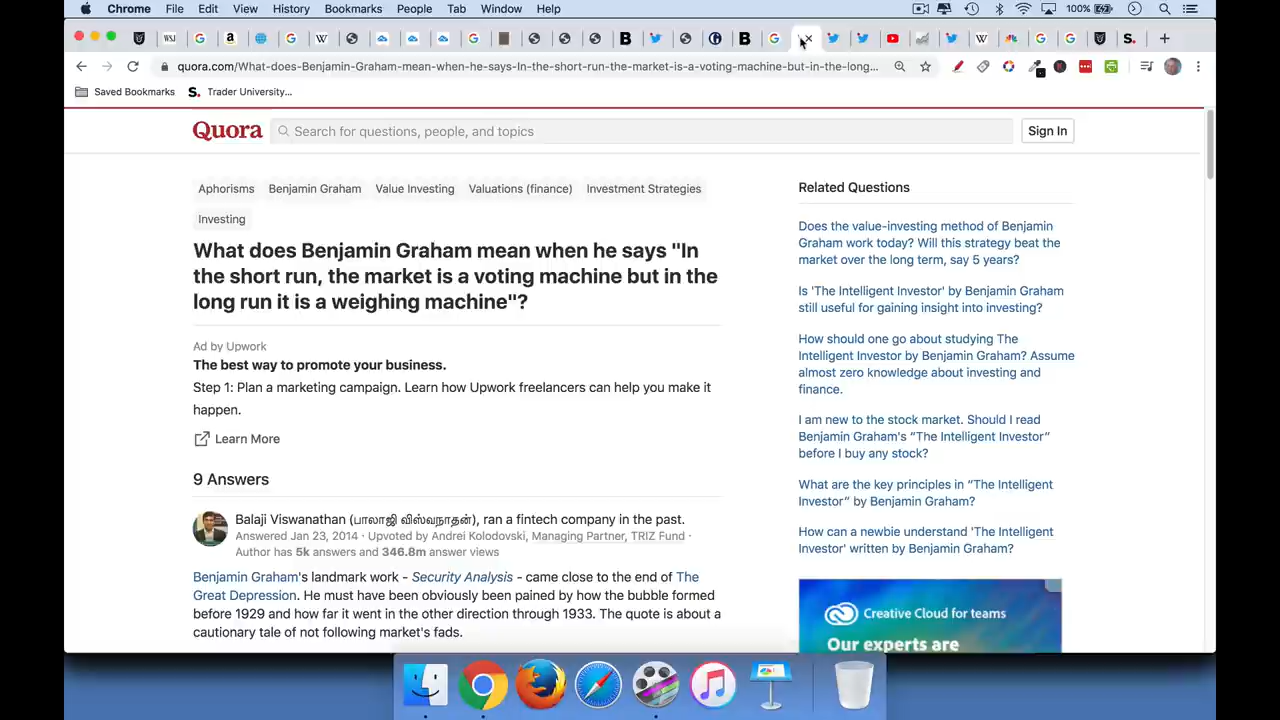 Chrome File Edit View History Bookmarks People Tab Window Help 100%
quora.com/What-does-Benjamin-Graham-mean-when-he-says-In-the-short-run-the-market-is-a-voting-machine-but-in-the-long...
Saved Bookmarks S. Trader University...
Quora Search for questions, people, and topics Sign In
Aphorisms Benjamin Graham Value Investing Valuations (finance) Investment Strategies
Investing
What does Benjamin Graham mean when he says "In
the short run, the market is a voting machine but in the
long run it is a weighing machine"?
Ad by Upwork
The best way to promote your business.
Step 1: Plan a marketing campaign. Learn how Upwork freelancers can help you make it
happen.
Learn More
9 Answers
Balaji Viswanathan (பாலாஜி விஸ்வநாதன்), ran a fintech company in the past.
Answered Jan 23, 2014 · Upvoted by Andrei Kolodovski, Managing Partner, TRIZ Fund ·
Author has 5k answers and 346.8m answer views
Benjamin Graham's landmark work - Security Analysis - came close to the end of The
Great Depression. He must have been obviously been pained by how the bubble formed
before 1929 and how far it went in the other direction through 1933. The quote is about a
cautionary tale of not following market's fads.
Related Questions
Does the value-investing method of Benjamin
Graham work today? Will this strategy beat the
market over the long term, say 5 years?
Is 'The Intelligent Investor' by Benjamin Graham
still useful for gaining insight into investing?
How should one go about studying The
Intelligent Investor by Benjamin Graham? Assume
almost zero knowledge about investing and
finance.
I am new to the stock market. Should I read
Benjamin Graham's “The Intelligent Investor”
before I buy any stock?
What are the key principles in “The Intelligent
Investor” by Benjamin Graham?
How can a newbie understand 'The Intelligent
Investor' written by Benjamin Graham?
Creative Cloud for teams
Our experts are